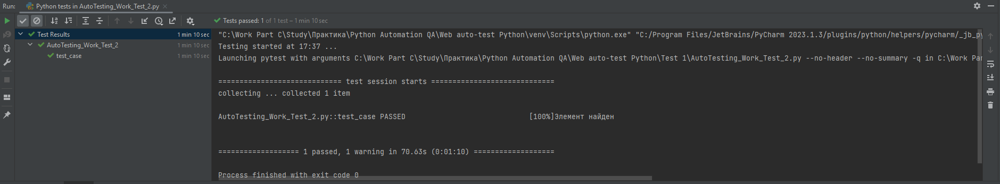 Run: Python tests in AutoTesting_Work_Test_2.py
Tests passed: 1 of 1 test – 1 min 10 sec
Test Results 1 min 10 sec
AutoTesting_Work_Test_2 1 min 10 sec
test_case 1 min 10 sec
"C:\Work Part C\Study\Практика\Python Automation QA\Web auto-test Python\venv\Scripts\python.exe" "C:/Program Files/JetBrains/PyCharm 2023.1.3/plugins/python/helpers/pycharm/_jb_py
Testing started at 17:37 ...
Launching pytest with arguments C:\Work Part C\Study\Практика\Python Automation QA\Web auto-test Python\Test 1\AutoTesting_Work_Test_2.py --no-header --no-summary -q in C:\Work Par
============================= test session starts =============================
collecting ... collected 1 item
AutoTesting_Work_Test_2.py::test_case PASSED [100%]Элемент найден
=================== 1 passed, 1 warning in 70.63s (0:01:10) ===================
Process finished with exit code 0